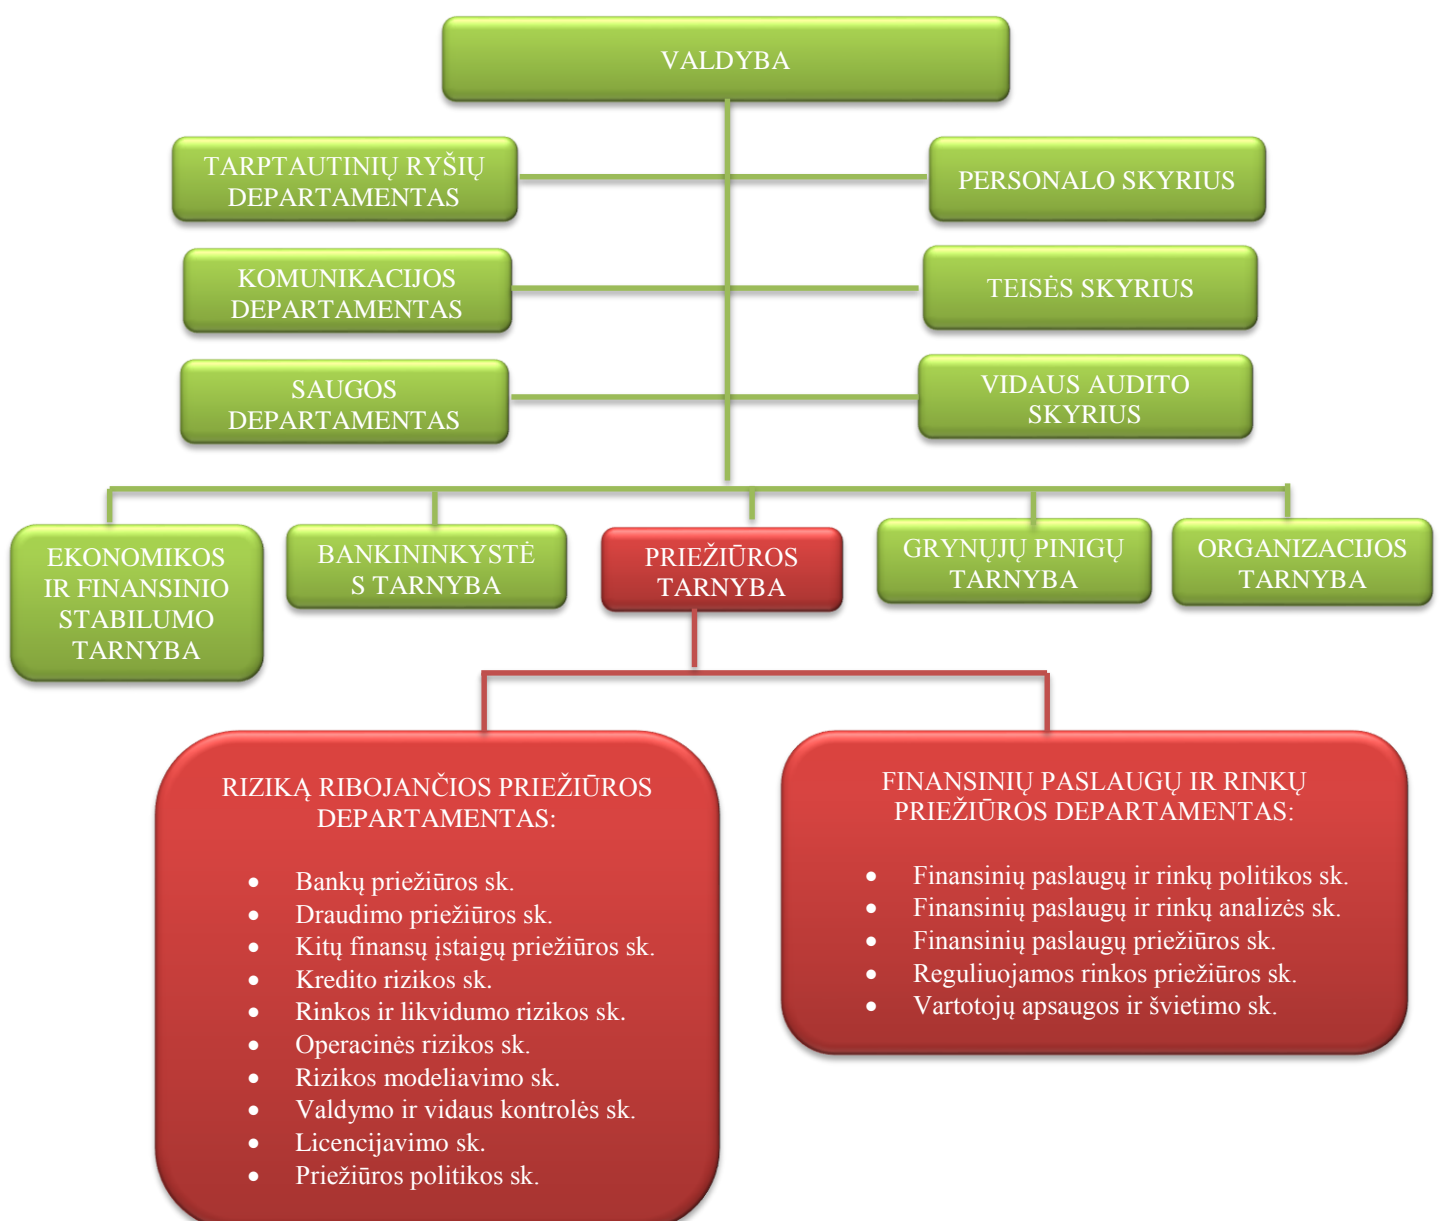 VALDYBA
TARPTAUTINIŲ RYŠIŲ
DEPARTAMENTAS
PERSONALO SKYRIUS
KOMUNIKACIJOS
DEPARTAMENTAS
TEISĖS SKYRIUS
SAUGOS
DEPARTAMENTAS
VIDAUS AUDITO
SKYRIUS
EKONOMIKOS
IR FINANSINIO
STABILUMO
TARNYBA
BANKININKYSTĖ
S TARNYBA
PRIEŽIŪROS
TARNYBA
GRYNŲJŲ PINIGŲ
TARNYBA
ORGANIZACIJOS
TARNYBA
RIZIKĄ RIBOJANČIOS PRIEŽIŪROS
DEPARTAMENTAS:
• Bankų priežiūros sk.
• Draudimo priežiūros sk.
• Kitų finansų įstaigų priežiūros sk.
• Kredito rizikos sk.
• Rinkos ir likvidumo rizikos sk.
• Operacinės rizikos sk.
• Rizikos modeliavimo sk.
• Valdymo ir vidaus kontrolės sk.
• Licencijavimo sk.
• Priežiūros politikos sk.
FINANSINIŲ PASLAUGŲ IR RINKŲ
PRIEŽIŪROS DEPARTAMENTAS:
• Finansinių paslaugų ir rinkų politikos sk.
• Finansinių paslaugų ir rinkų analizės sk.
• Finansinių paslaugų priežiūros sk.
• Reguliuojamos rinkos priežiūros sk.
• Vartotojų apsaugos ir švietimo sk.